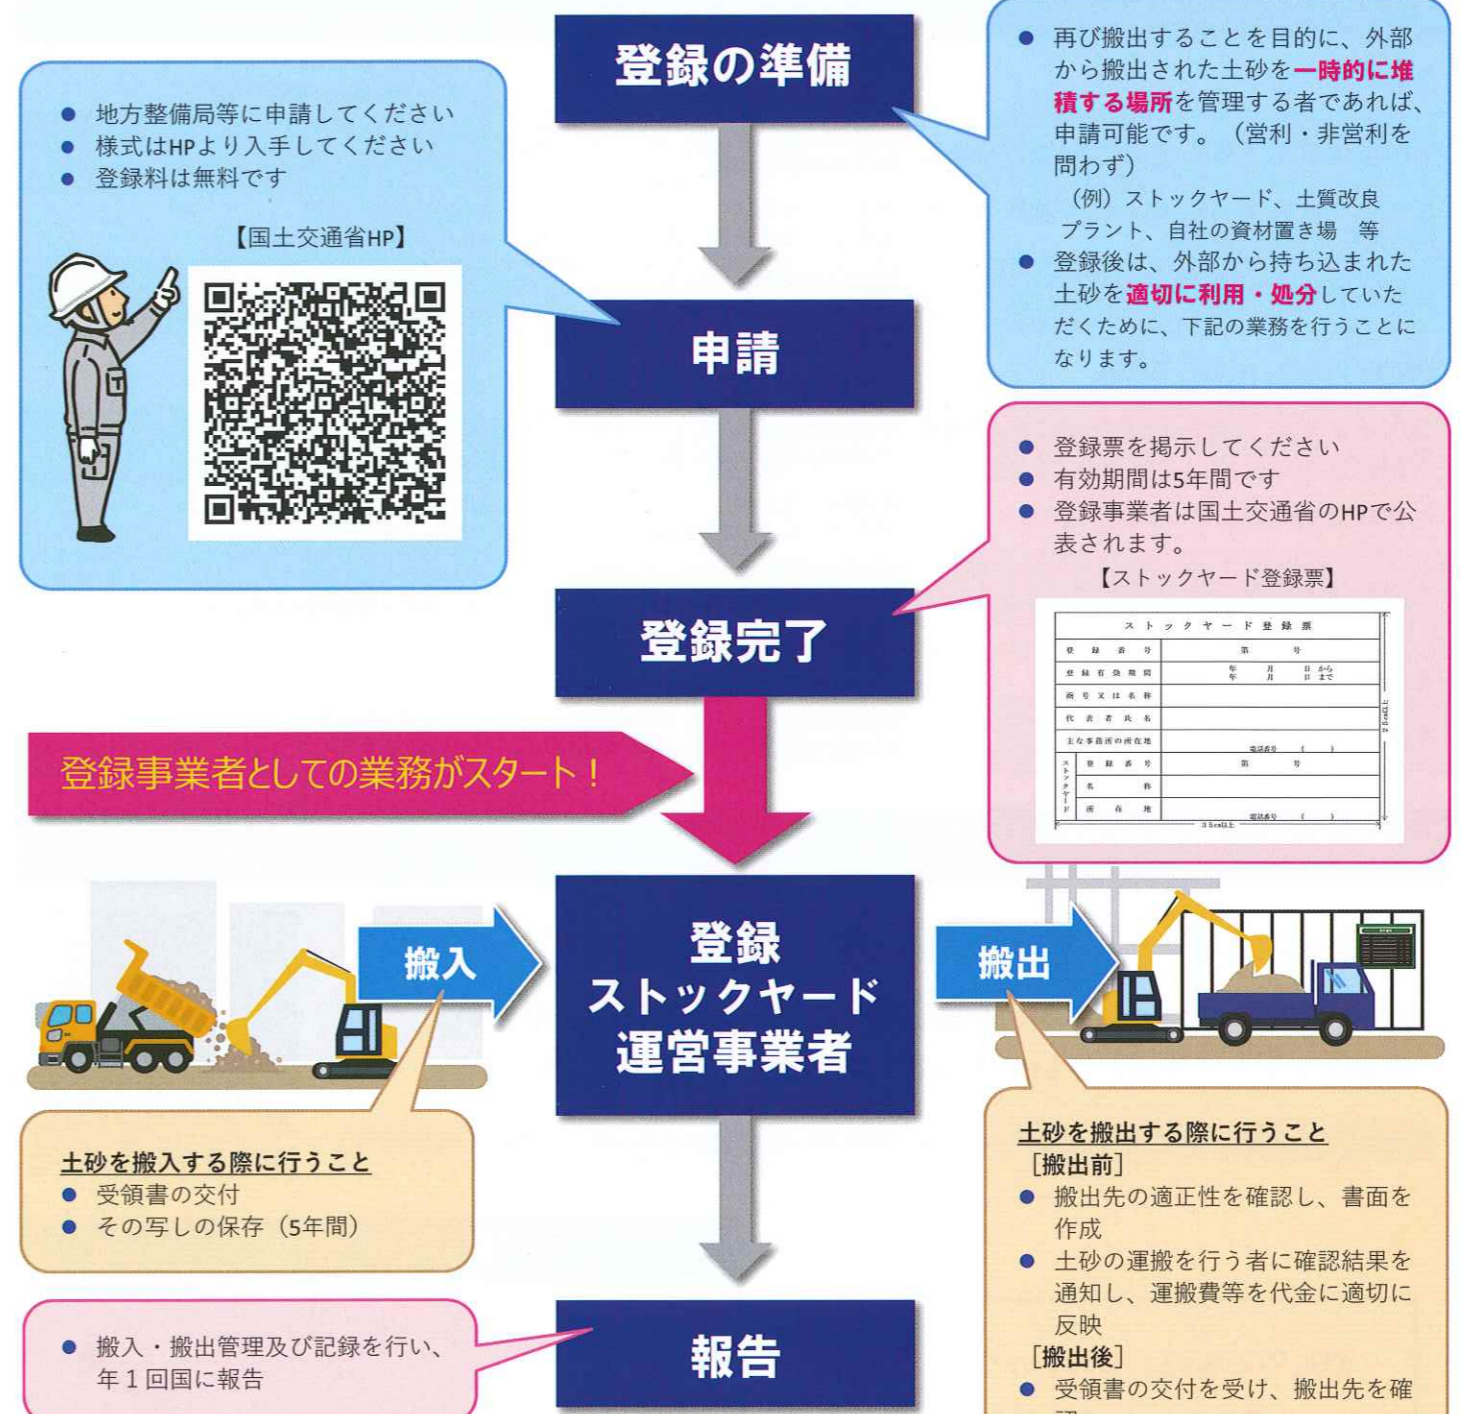 登録の準備
● 再び搬出することを目的に、外部
から搬出された土砂を一時的に堆
積する場所を管理する者であれば、
申請可能です。（営利・非営利を
問わず）
（例）ストックヤード、土質改良
プラント、自社の資材置き場　等
● 登録後は、外部から持ち込まれた
土砂を適切に利用・処分していた
だくために、下記の業務を行うことに
なります。
● 地方整備局等に申請してください
● 様式はHPより入手してください
● 登録料は無料です
【国土交通省HP】
申請
● 登録票を掲示してください
● 有効期間は5年間です
● 登録事業者は国土交通省のHPで公
表されます。
【ストックヤード登録票】
ストックヤード登録票
登録番号　第　号
登録有効期間　年　月　日から
年　月　日まで
商号又は名称
代表者氏名
主な事務所の所在地　電話番号（　）
ストックヤード
登録番号　第　号
名称
所在地　電話番号（　）
35cm以上
25cm以上
登録完了
登録事業者としての業務がスタート！
搬入
登録
ストックヤード
運営事業者
搬出
土砂を搬入する際に行うこと
● 受領書の交付
● その写しの保存（5年間）
土砂を搬出する際に行うこと
［搬出前］
● 搬出先の適正性を確認し、書面を
作成
● 土砂の運搬を行う者に確認結果を
通知し、運搬費等を代金に適切に
反映
［搬出後］
● 受領書の交付を受け、搬出先を確
報告
● 搬入・搬出管理及び記録を行い、
年１回国に報告